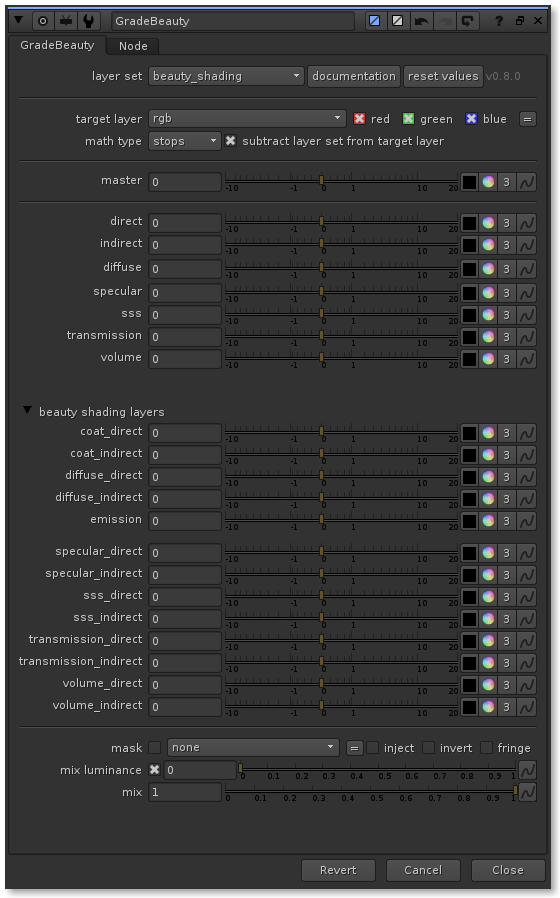 GradeBeauty ? 
GradeBeauty Node
layer set beauty_shading documentation reset values v0.8.0
target layer rgb red green blue =
math type stops subtract layer set from target layer
master 0 -10 -1 0 1 10 20 3
direct 0 -10 -1 0 1 10 20 3
indirect 0 -10 -1 0 1 10 20 3
diffuse 0 -10 -1 0 1 10 20 3
specular 0 -10 -1 0 1 10 20 3
sss 0 -10 -1 0 1 10 20 3
transmission 0 -10 -1 0 1 10 20 3
volume 0 -10 -1 0 1 10 20 3
beauty shading layers
coat_direct 0 -10 -1 0 1 10 20 3
coat_indirect 0 -10 -1 0 1 10 20 3
diffuse_direct 0 -10 -1 0 1 10 20 3
diffuse_indirect 0 -10 -1 0 1 10 20 3
emission 0 -10 -1 0 1 10 20 3
specular_direct 0 -10 -1 0 1 10 20 3
specular_indirect 0 -10 -1 0 1 10 20 3
sss_direct 0 -10 -1 0 1 10 20 3
sss_indirect 0 -10 -1 0 1 10 20 3
transmission_direct 0 -10 -1 0 1 10 20 3
transmission_indirect 0 -10 -1 0 1 10 20 3
volume_direct 0 -10 -1 0 1 10 20 3
volume_indirect 0 -10 -1 0 1 10 20 3
mask none = inject invert fringe
mix luminance 0 0 0.1 0.2 0.3 0.4 0.5 0.6 0.7 0.8 0.9 1
mix 1 0 0.1 0.2 0.3 0.4 0.5 0.6 0.7 0.8 0.9 1
Revert Cancel Close